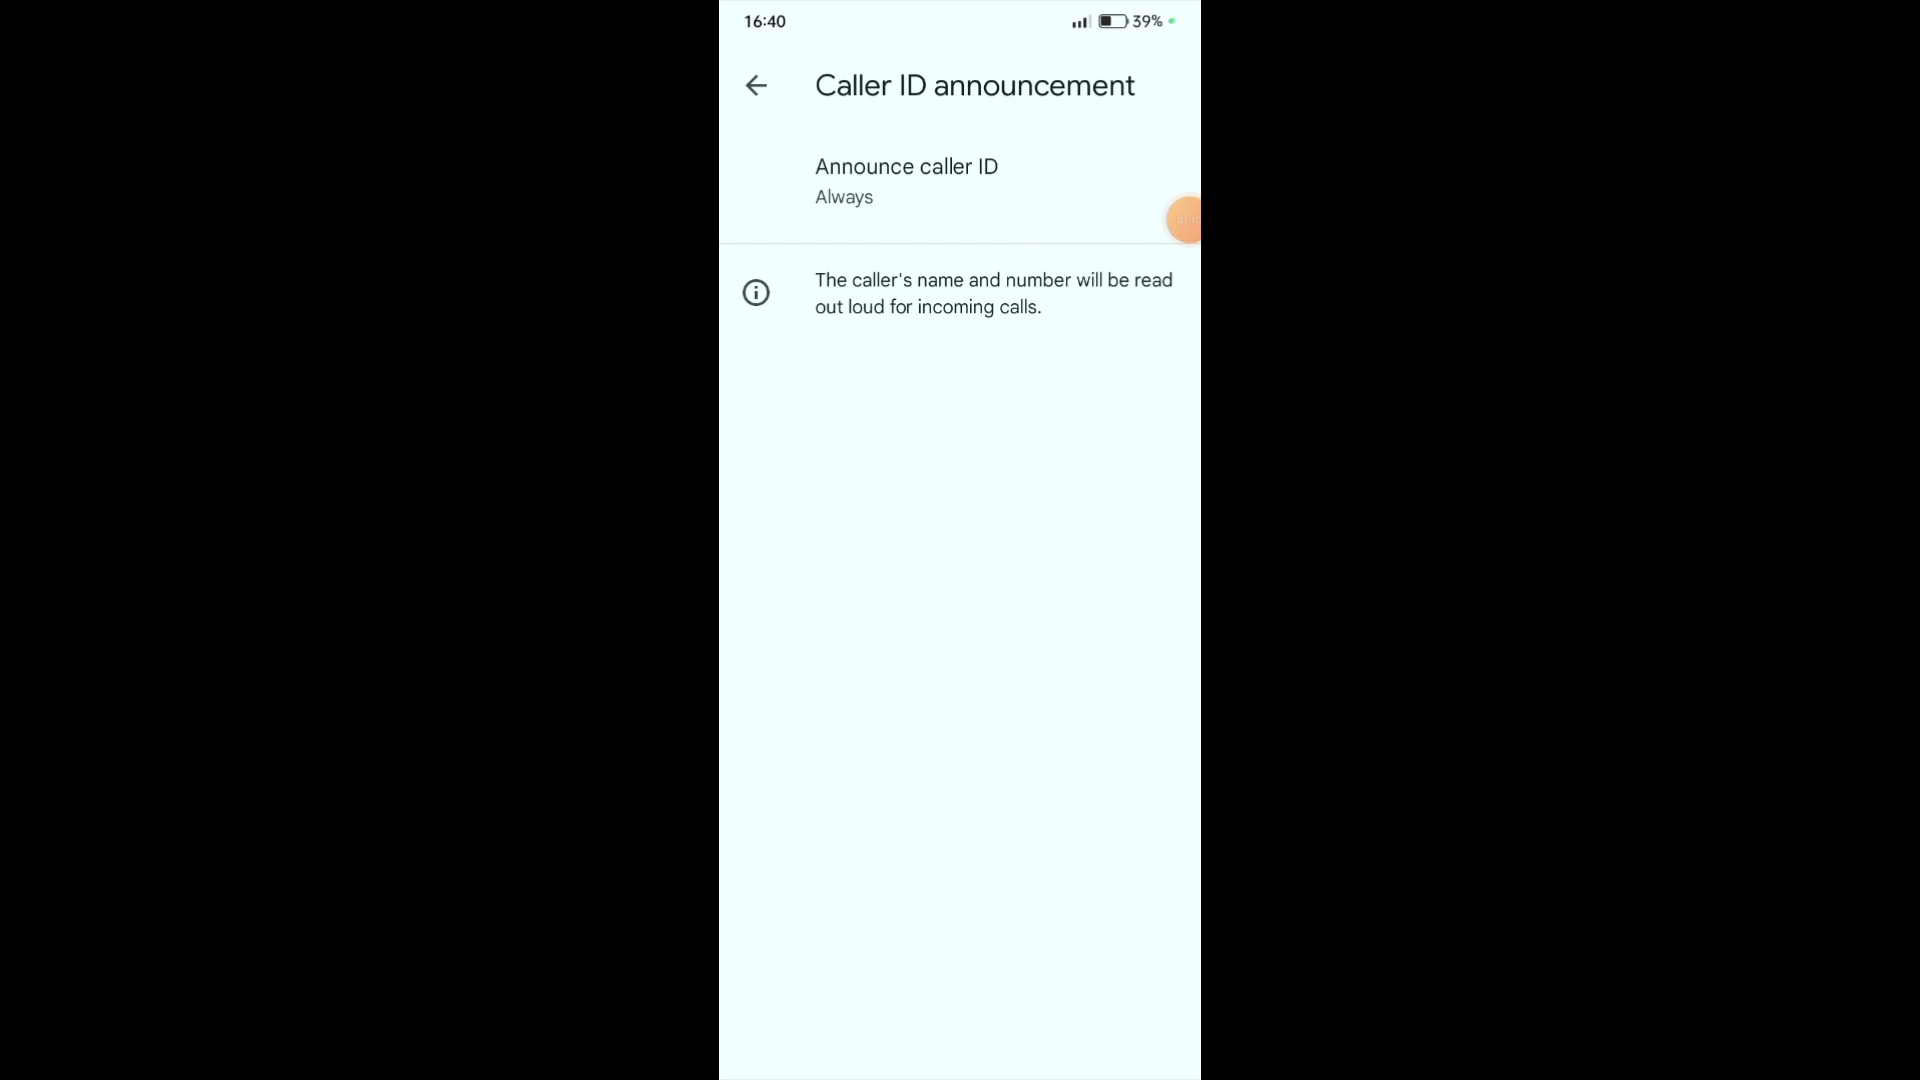 16:40
39%
Caller ID announcement
Announce caller ID
Always
The caller's name and number will be read
out loud for incoming calls.